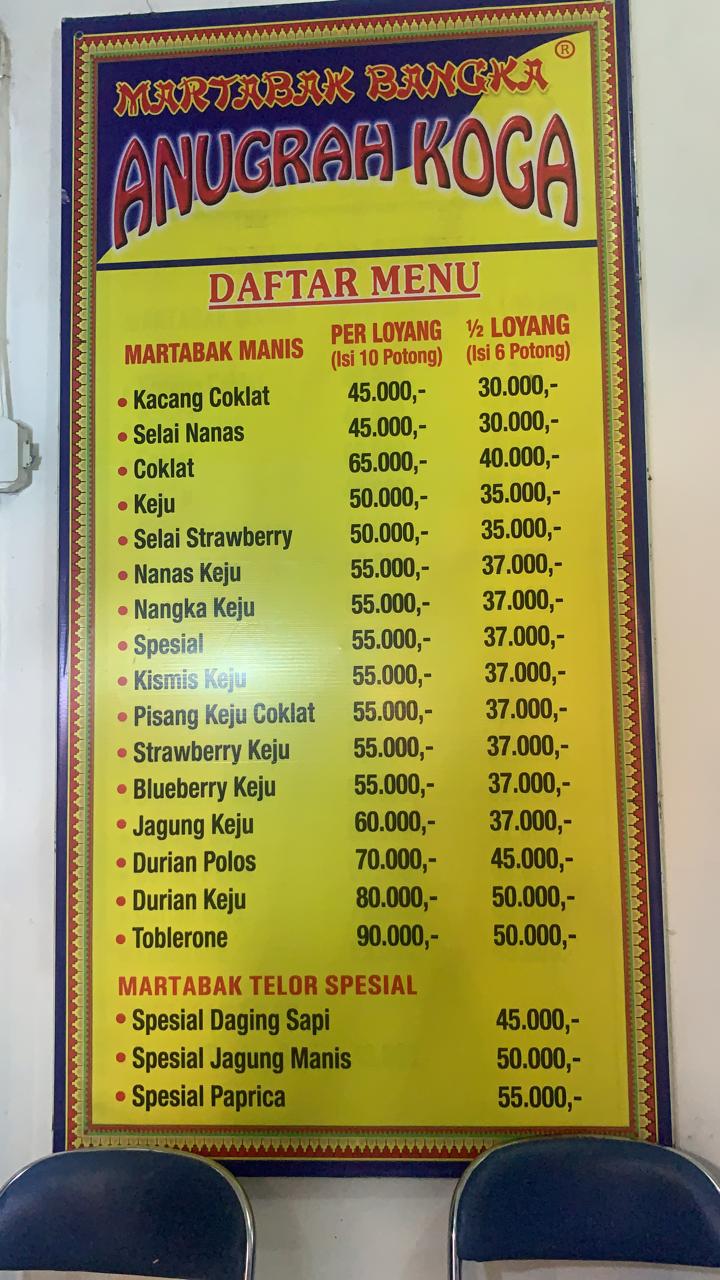 MARTABAK BANGKA ®
ANUGRAH KOGA
DAFTAR MENU
MARTABAK MANIS PER LOYANG ½ LOYANG
(Isi 10 Potong) (Isi 6 Potong)
• Kacang Coklat 45.000,- 30.000,-
• Selai Nanas 45.000,- 30.000,-
• Coklat 65.000,- 40.000,-
• Keju 50.000,- 35.000,-
• Selai Strawberry 50.000,- 35.000,-
• Nanas Keju 55.000,- 37.000,-
• Nangka Keju 55.000,- 37.000,-
• Spesial 55.000,- 37.000,-
• Kismis Keju 55.000,- 37.000,-
• Pisang Keju Coklat 55.000,- 37.000,-
• Strawberry Keju 55.000,- 37.000,-
• Blueberry Keju 55.000,- 37.000,-
• Jagung Keju 60.000,- 37.000,-
• Durian Polos 70.000,- 45.000,-
• Durian Keju 80.000,- 50.000,-
• Toblerone 90.000,- 50.000,-
MARTABAK TELOR SPESIAL
• Spesial Daging Sapi 45.000,-
• Spesial Jagung Manis 50.000,-
• Spesial Paprica 55.000,-